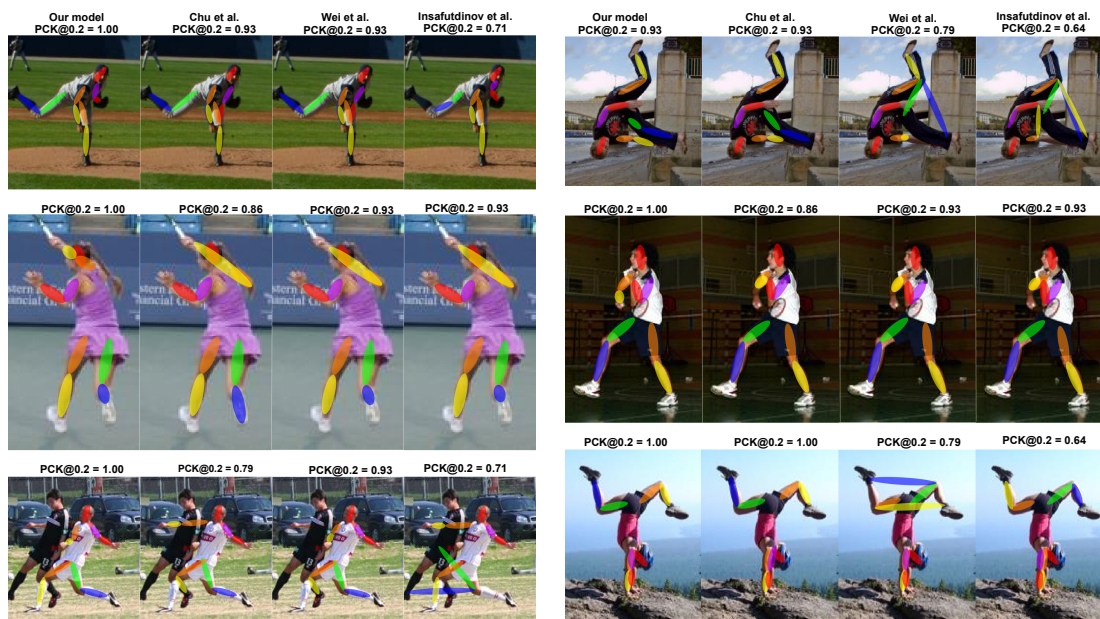 Our model Chu et al. Wei et al. Insafutdinov et al.
PCK@0.2 = 1.00 PCK@0.2 = 0.93 PCK@0.2 = 0.93 PCK@0.2 = 0.71
PCK@0.2 = 1.00 PCK@0.2 = 0.86 PCK@0.2 = 0.93 PCK@0.2 = 0.93
PCK@0.2 = 1.00 PCK@0.2 = 0.79 PCK@0.2 = 0.93 PCK@0.2 = 0.71
Our model Chu et al. Wei et al. Insafutdinov et al.
PCK@0.2 = 0.93 PCK@0.2 = 0.93 PCK@0.2 = 0.79 PCK@0.2 = 0.64
PCK@0.2 = 1.00 PCK@0.2 = 0.86 PCK@0.2 = 0.93 PCK@0.2 = 0.93
PCK@0.2 = 1.00 PCK@0.2 = 1.00 PCK@0.2 = 0.79 PCK@0.2 = 0.64